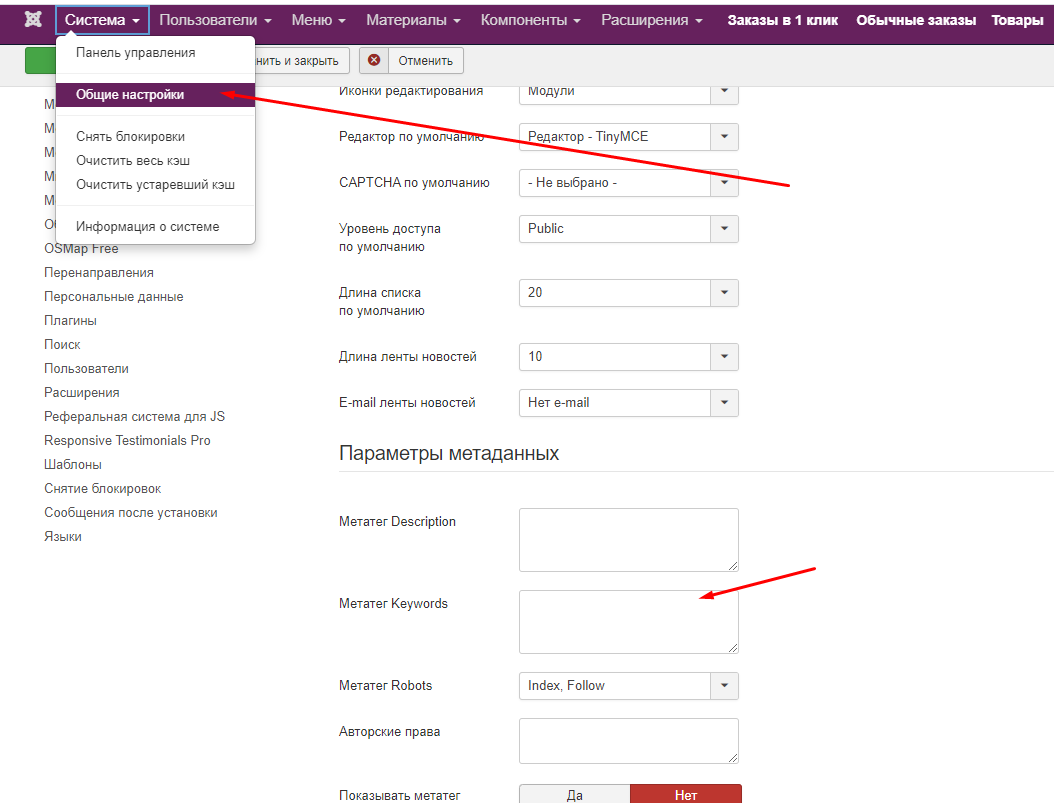 Система Пользователи Меню Материалы Компоненты Расширения Заказы в 1 клик Обычные заказы Товары
Панель управления
Общие настройки
Снять блокировки
Очистить весь кэш
Очистить устаревший кэш
Информация о системе
и закрыть
Отменить
OSMap Free
Перенаправления
Персональные данные
Плагины
Поиск
Пользователи
Расширения
Реферальная система для JS
Responsive Testimonials Pro
Шаблоны
Снятие блокировок
Сообщения после установки
Языки
Иконки редактирования Модули
Редактор по умолчанию Редактор - TinyMCE
CAPTCHA по умолчанию - Не выбрано -
Уровень доступа Public
по умолчанию
Длина списка 20
по умолчанию
Длина ленты новостей 10
E-mail ленты новостей Нет e-mail
Параметры метаданных
Метатег Description
Метатег Keywords
Метатег Robots Index, Follow
Авторские права
Показывать метатег Да Нет